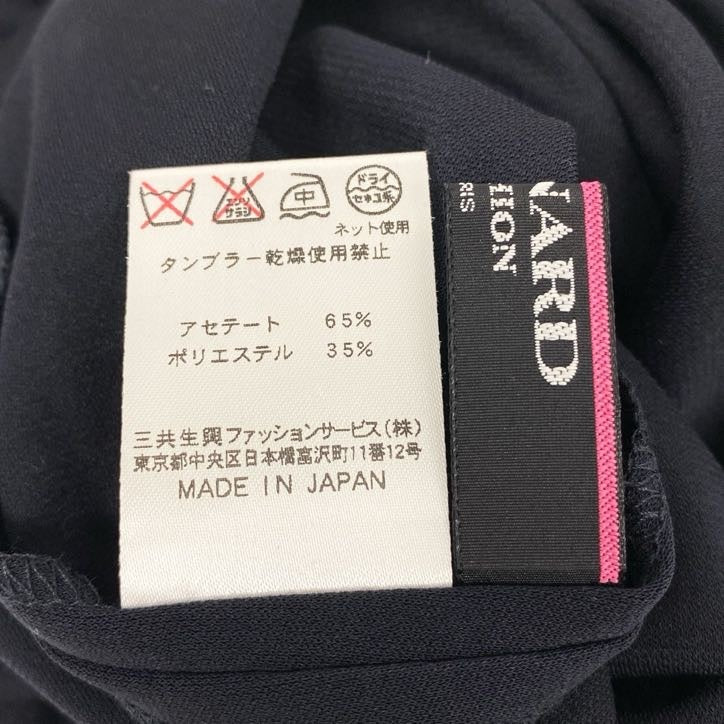 エンソ
サラシ
中
ドライ
セキユ系
ネット使用
タンブラー乾燥使用禁止
アセテート 65%
ポリエステル 35%
三共生興ファッションサービス(株)
東京都中央区日本橋富沢町11番12号
MADE IN JAPAN
NARD
HION
RIS